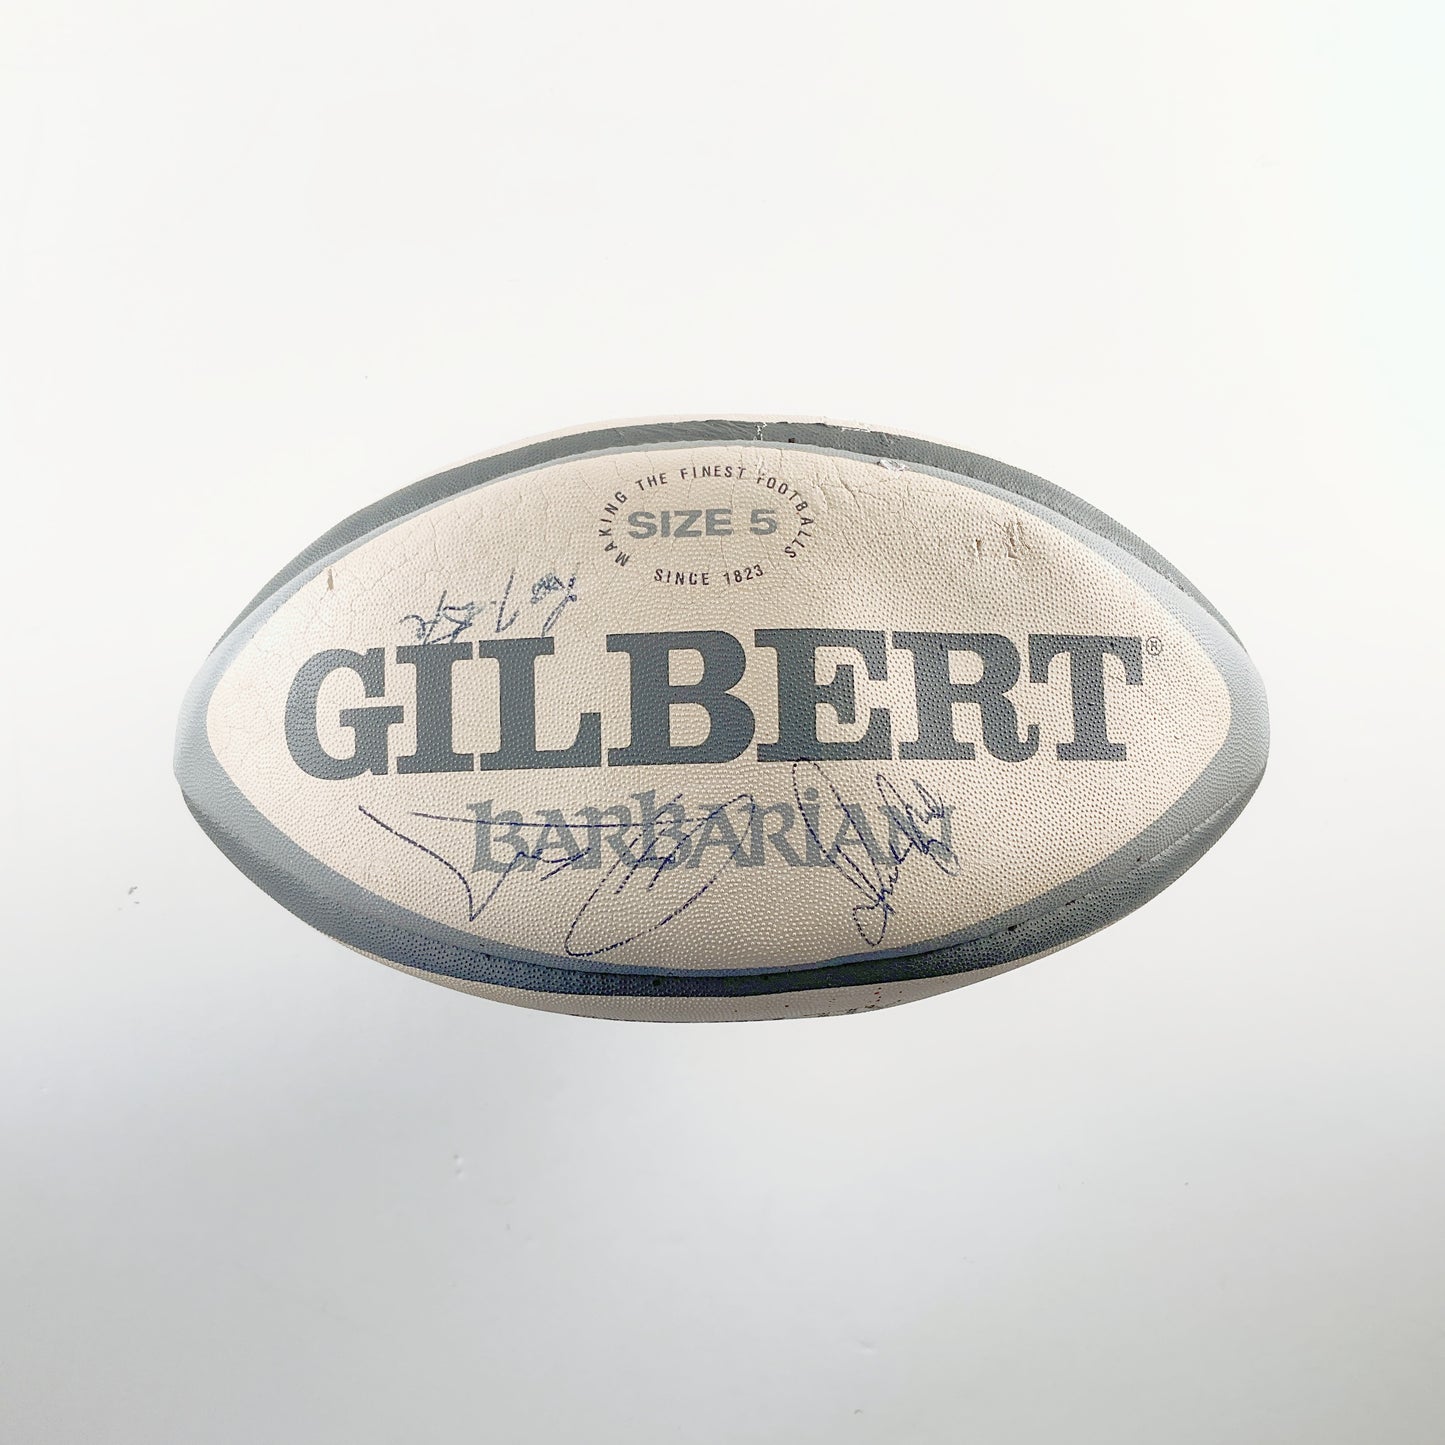 MAKING THE FINEST FOOTBALLS
SIZE 5
SINCE 1823
GILBERT®
BARBARIAN